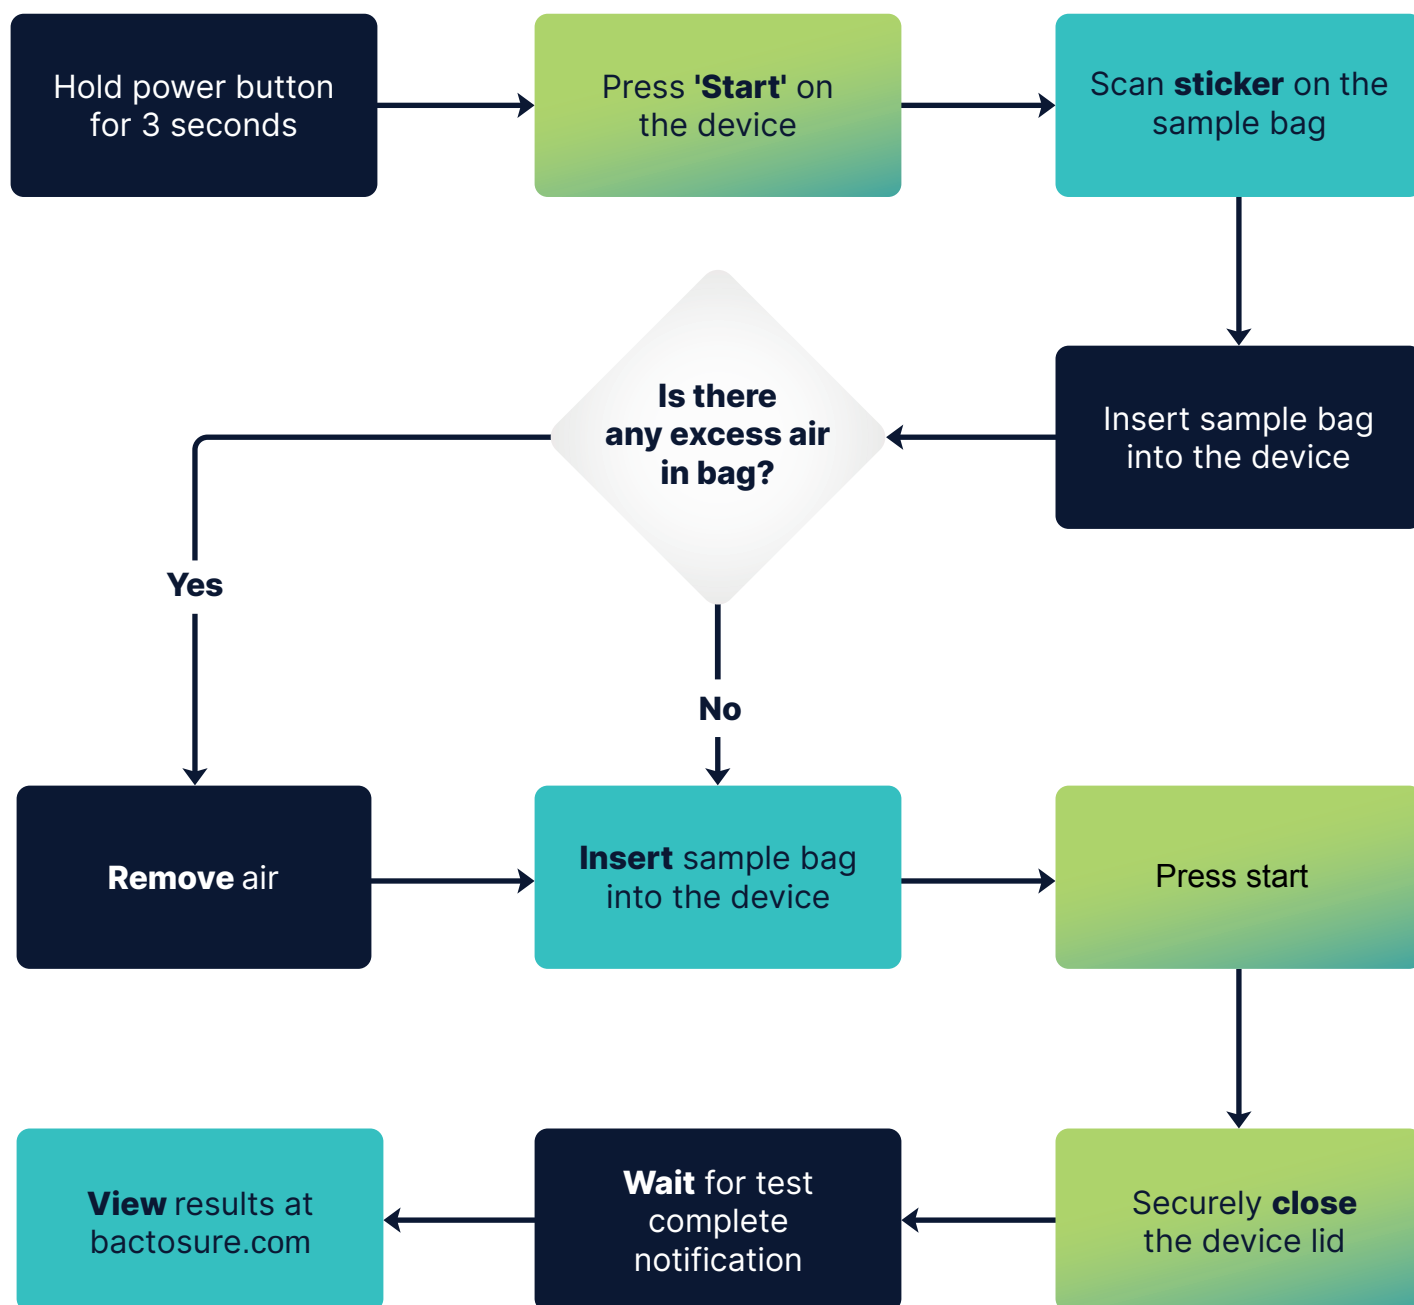 Hold power button
for 3 seconds
Press 'Start' on
the device
Scan sticker on the
sample bag
Insert sample bag
into the device
Is there
any excess air
in bag?
Yes
No
Remove air
Insert sample bag
into the device
Press start
Securely close
the device lid
Wait for test
complete
notification
View results at
bactosure.com